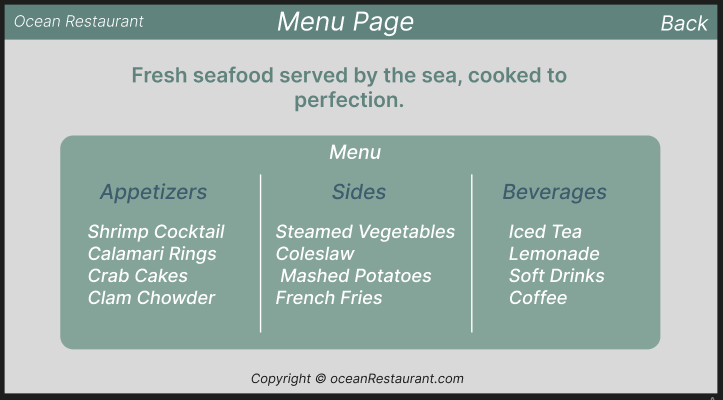 Ocean Restaurant
Menu Page
Back
Fresh seafood served by the sea, cooked to
perfection.
Menu
Appetizers
Shrimp Cocktail
Calamari Rings
Crab Cakes
Clam Chowder
Sides
Steamed Vegetables
Coleslaw
Mashed Potatoes
French Fries
Beverages
Iced Tea
Lemonade
Soft Drinks
Coffee
Copyright © oceanRestaurant.com